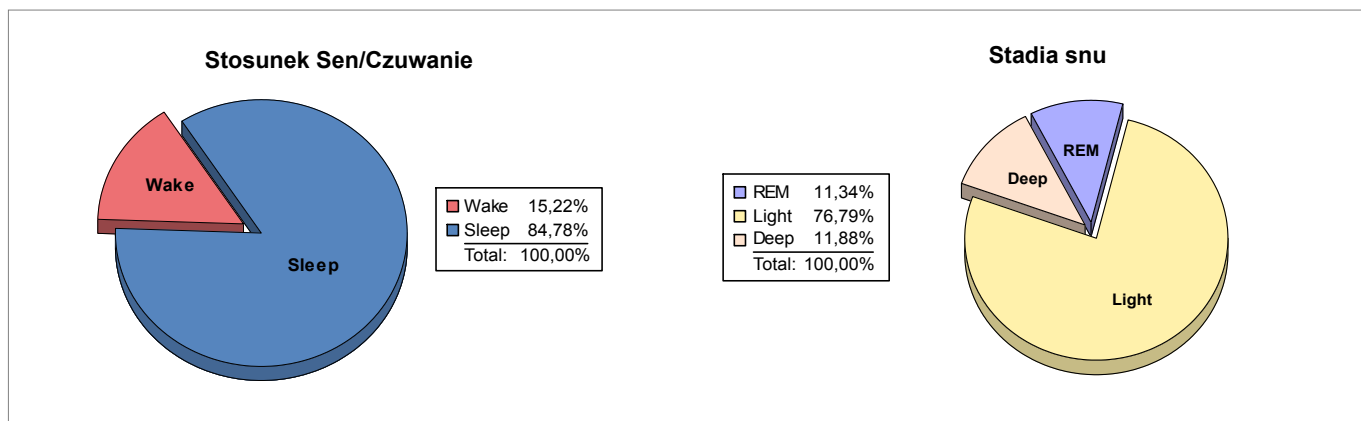 Stosunek Sen/Czuwanie
Wake
Sleep
Wake 15,22%
Sleep 84,78%
Total: 100,00%
Stadia snu
REM
Deep
Light
REM 11,34%
Light 76,79%
Deep 11,88%
Total: 100,00%